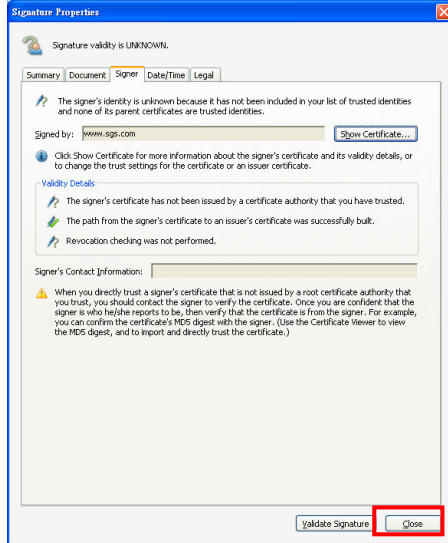 Signature Properties
Signature validity is UNKNOWN.
Summary Document Signer Date/Time Legal
The signer's identity is unknown because it has not been included in your list of trusted identities
and none of its parent certificates are trusted identities.
Signed by: www.sgs.com Show Certificate...
Click Show Certificate for more information about the signer's certificate and its validity details, or
to change the trust settings for the certificate or an issuer certificate.
Validity Details
The signer's certificate has not been issued by a certificate authority that you have trusted.
The path from the signer's certificate to an issuer's certificate was successfully built.
Revocation checking was not performed.
Signer's Contact Information:
When you directly trust a signer's certificate that is not issued by a root certificate authority that
you trust, you should contact the signer to verify the certificate. Once you are confident that the
signer is who he/she reports to be, then verify that the certificate is from the signer. For example,
you can confirm the certificate's MD5 digest with the signer. (Use the Certificate Viewer to view
the MD5 digest, and to import and directly trust the certificate.)
Validate Signature Close